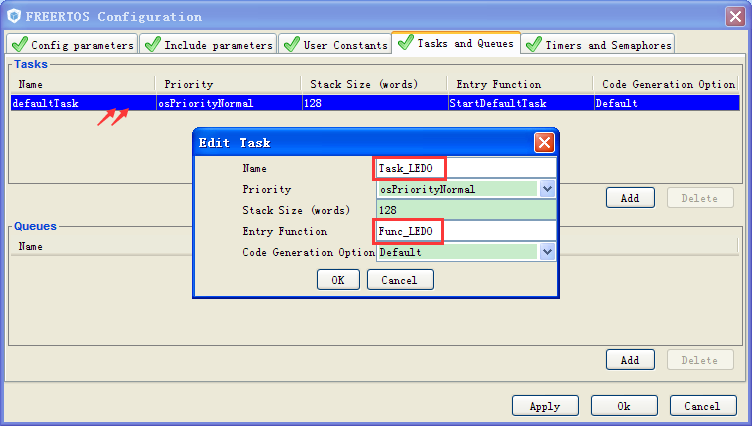 FREERTOS Configuration
Config parameters Include parameters User Constants Tasks and Queues Timers and Semaphores
Tasks
Name Priority Stack Size (words) Entry Function Code Generation Option
defaultTask osPriorityNormal 128 StartDefaultTask Default
Edit Task
Name Task_LED0
Priority osPriorityNormal
Stack Size (words) 128
Entry Function Func_LED0
Code Generation Option Default
OK Cancel
Add Delete
Queues
Name
Add Delete
Apply Ok Cancel